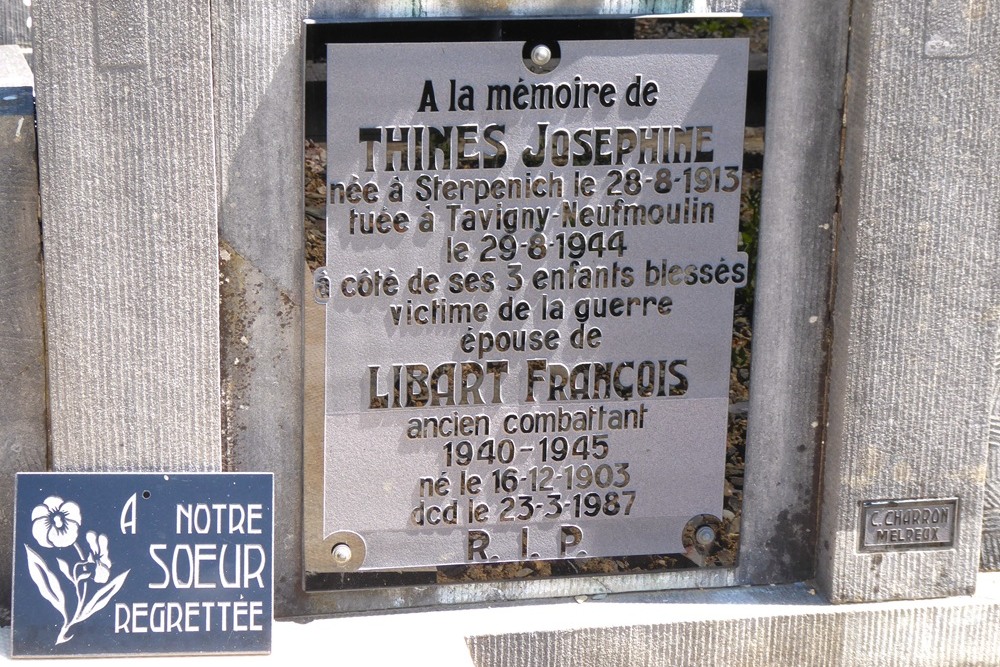 A la mémoire de
THINES JOSEPHINE
née à Sterpenich le 28-8-1913
tuée à Tavigny-Neufmoulin
le 29-8-1944
à côté de ses 3 enfants blessés
victime de la guerre
épouse de
LIBART FRANÇOIS
ancien combattant
1940-1945
né le 16-12-1903
dcd le 23-3-1987
R. I. P.
A NOTRE
SOEUR
REGRETTÉE
C. CHARRON
MELREUX